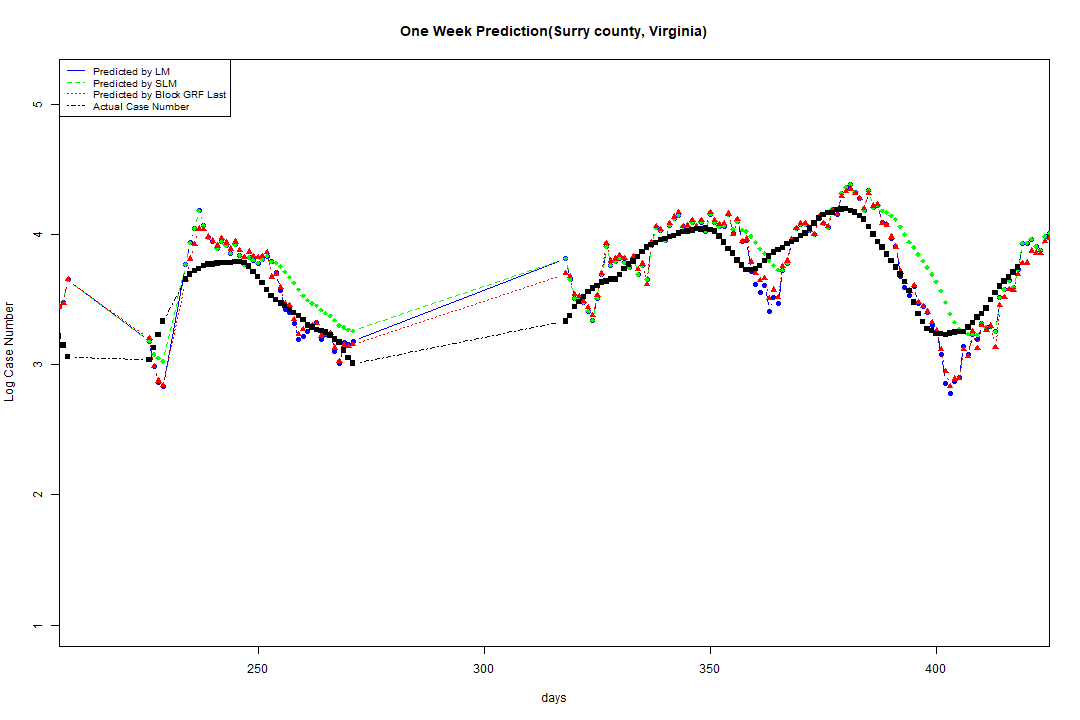 One Week Prediction(Surry county, Virginia)
Predicted by LM
Predicted by SLM
Predicted by Block GRF Last
Actual Case Number
5
4
3
2
1
Log Case Number
250
300
350
400
days